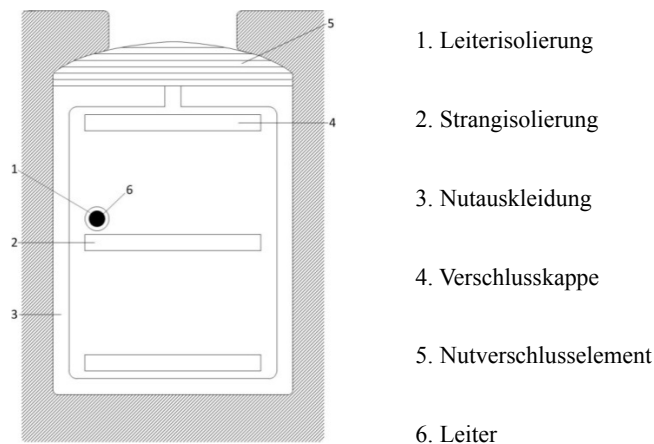 5
4
1
6
2
3
1. Leiterisolierung
2. Strangisolierung
3. Nutauskleidung
4. Verschlusskappe
5. Nutverschlusselement
6. Leiter